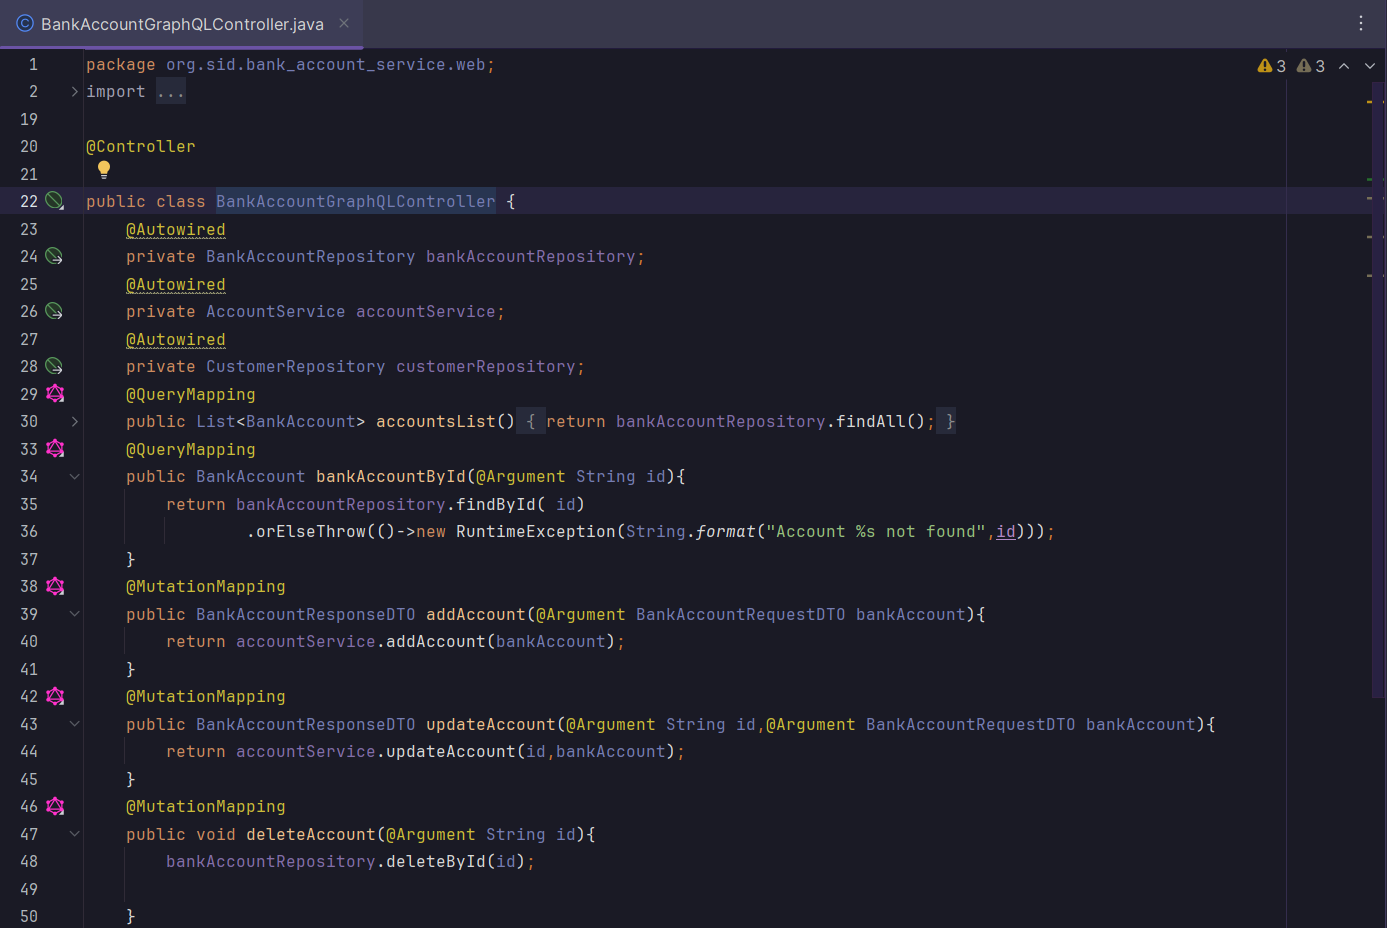 BankAccountGraphQLController.java
3 3
1 package org.sid.bank_account_service.web;
2 import ...
19
20 @Controller
21
22 public class BankAccountGraphQLController {
23 @Autowired
24 private BankAccountRepository bankAccountRepository;
25 @Autowired
26 private AccountService accountService;
27 @Autowired
28 private CustomerRepository customerRepository;
29 @QueryMapping
30 public List<BankAccount> accountsList() { return bankAccountRepository.findAll(); }
33 @QueryMapping
34 public BankAccount bankAccountById(@Argument String id){
35 return bankAccountRepository.findById( id)
36 .orElseThrow(()->new RuntimeException(String.format("Account %s not found",id)));
37 }
38 @MutationMapping
39 public BankAccountResponseDTO addAccount(@Argument BankAccountRequestDTO bankAccount){
40 return accountService.addAccount(bankAccount);
41 }
42 @MutationMapping
43 public BankAccountResponseDTO updateAccount(@Argument String id,@Argument BankAccountRequestDTO bankAccount){
44 return accountService.updateAccount(id,bankAccount);
45 }
46 @MutationMapping
47 public void deleteAccount(@Argument String id){
48 bankAccountRepository.deleteById(id);
49
50 }